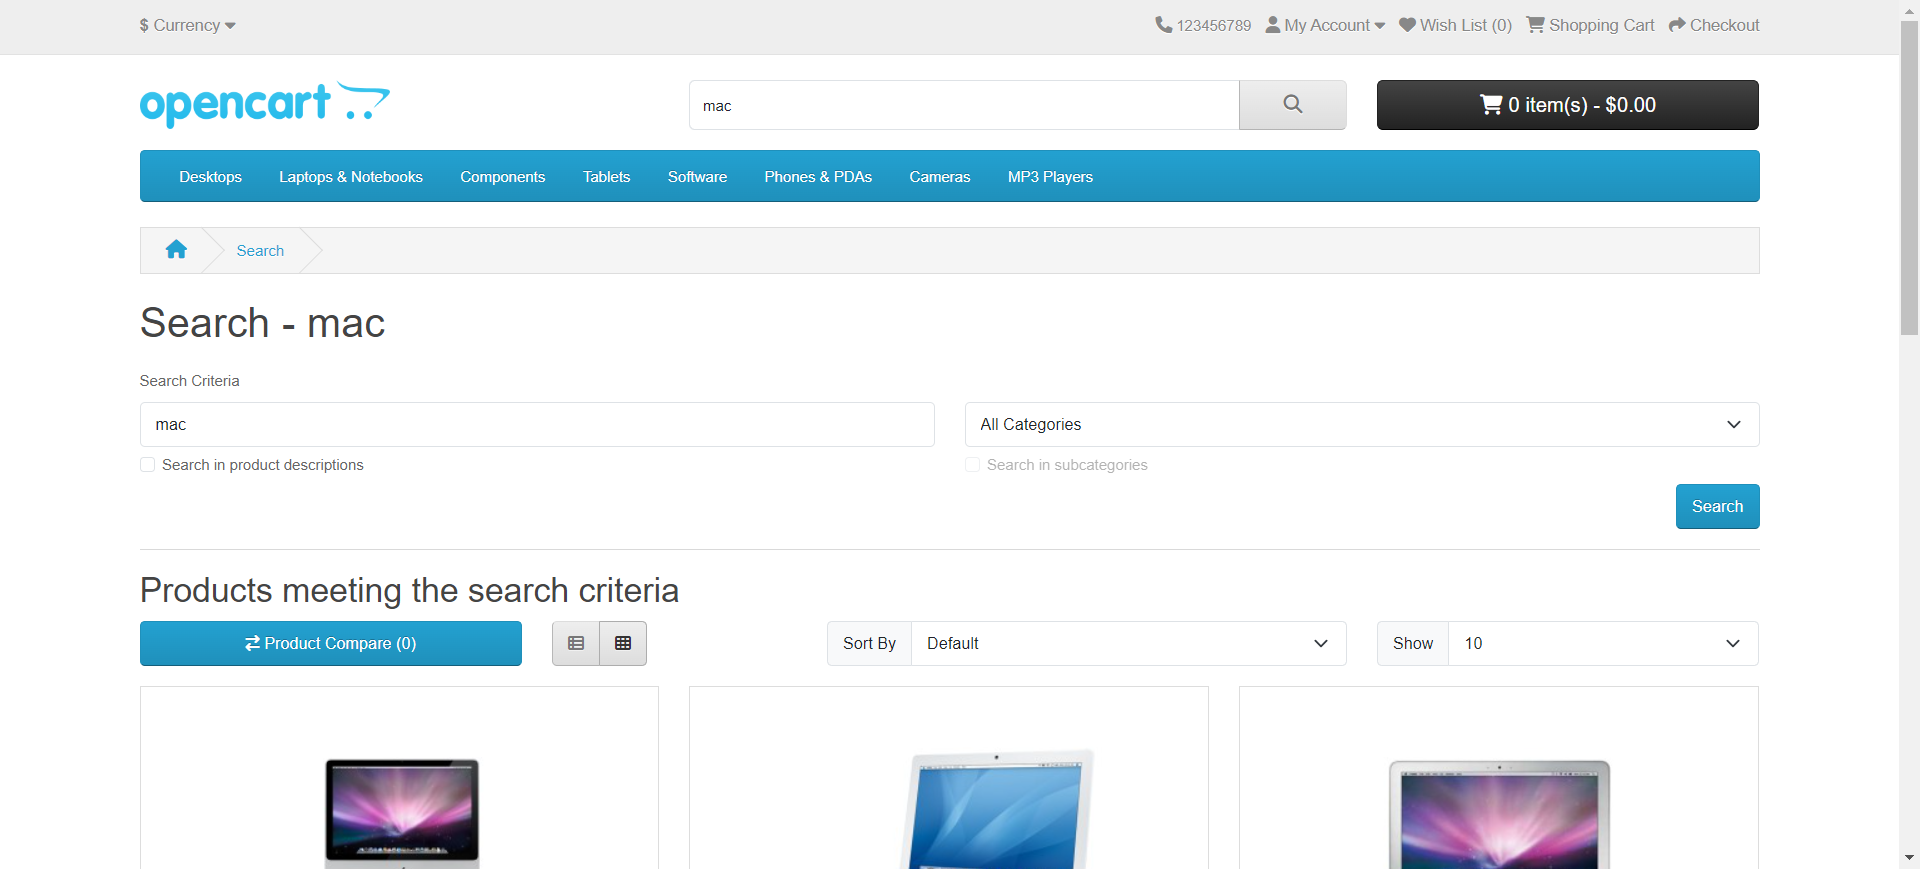 $ Currency
123456789 My Account Wish List (0) Shopping Cart Checkout
opencart
mac
0 item(s) - $0.00
Desktops Laptops & Notebooks Components Tablets Software Phones & PDAs Cameras MP3 Players
Search
Search - mac
Search Criteria
mac
All Categories
Search in product descriptions
Search in subcategories
Search
Products meeting the search criteria
Product Compare (0)
Sort By Default
Show 10